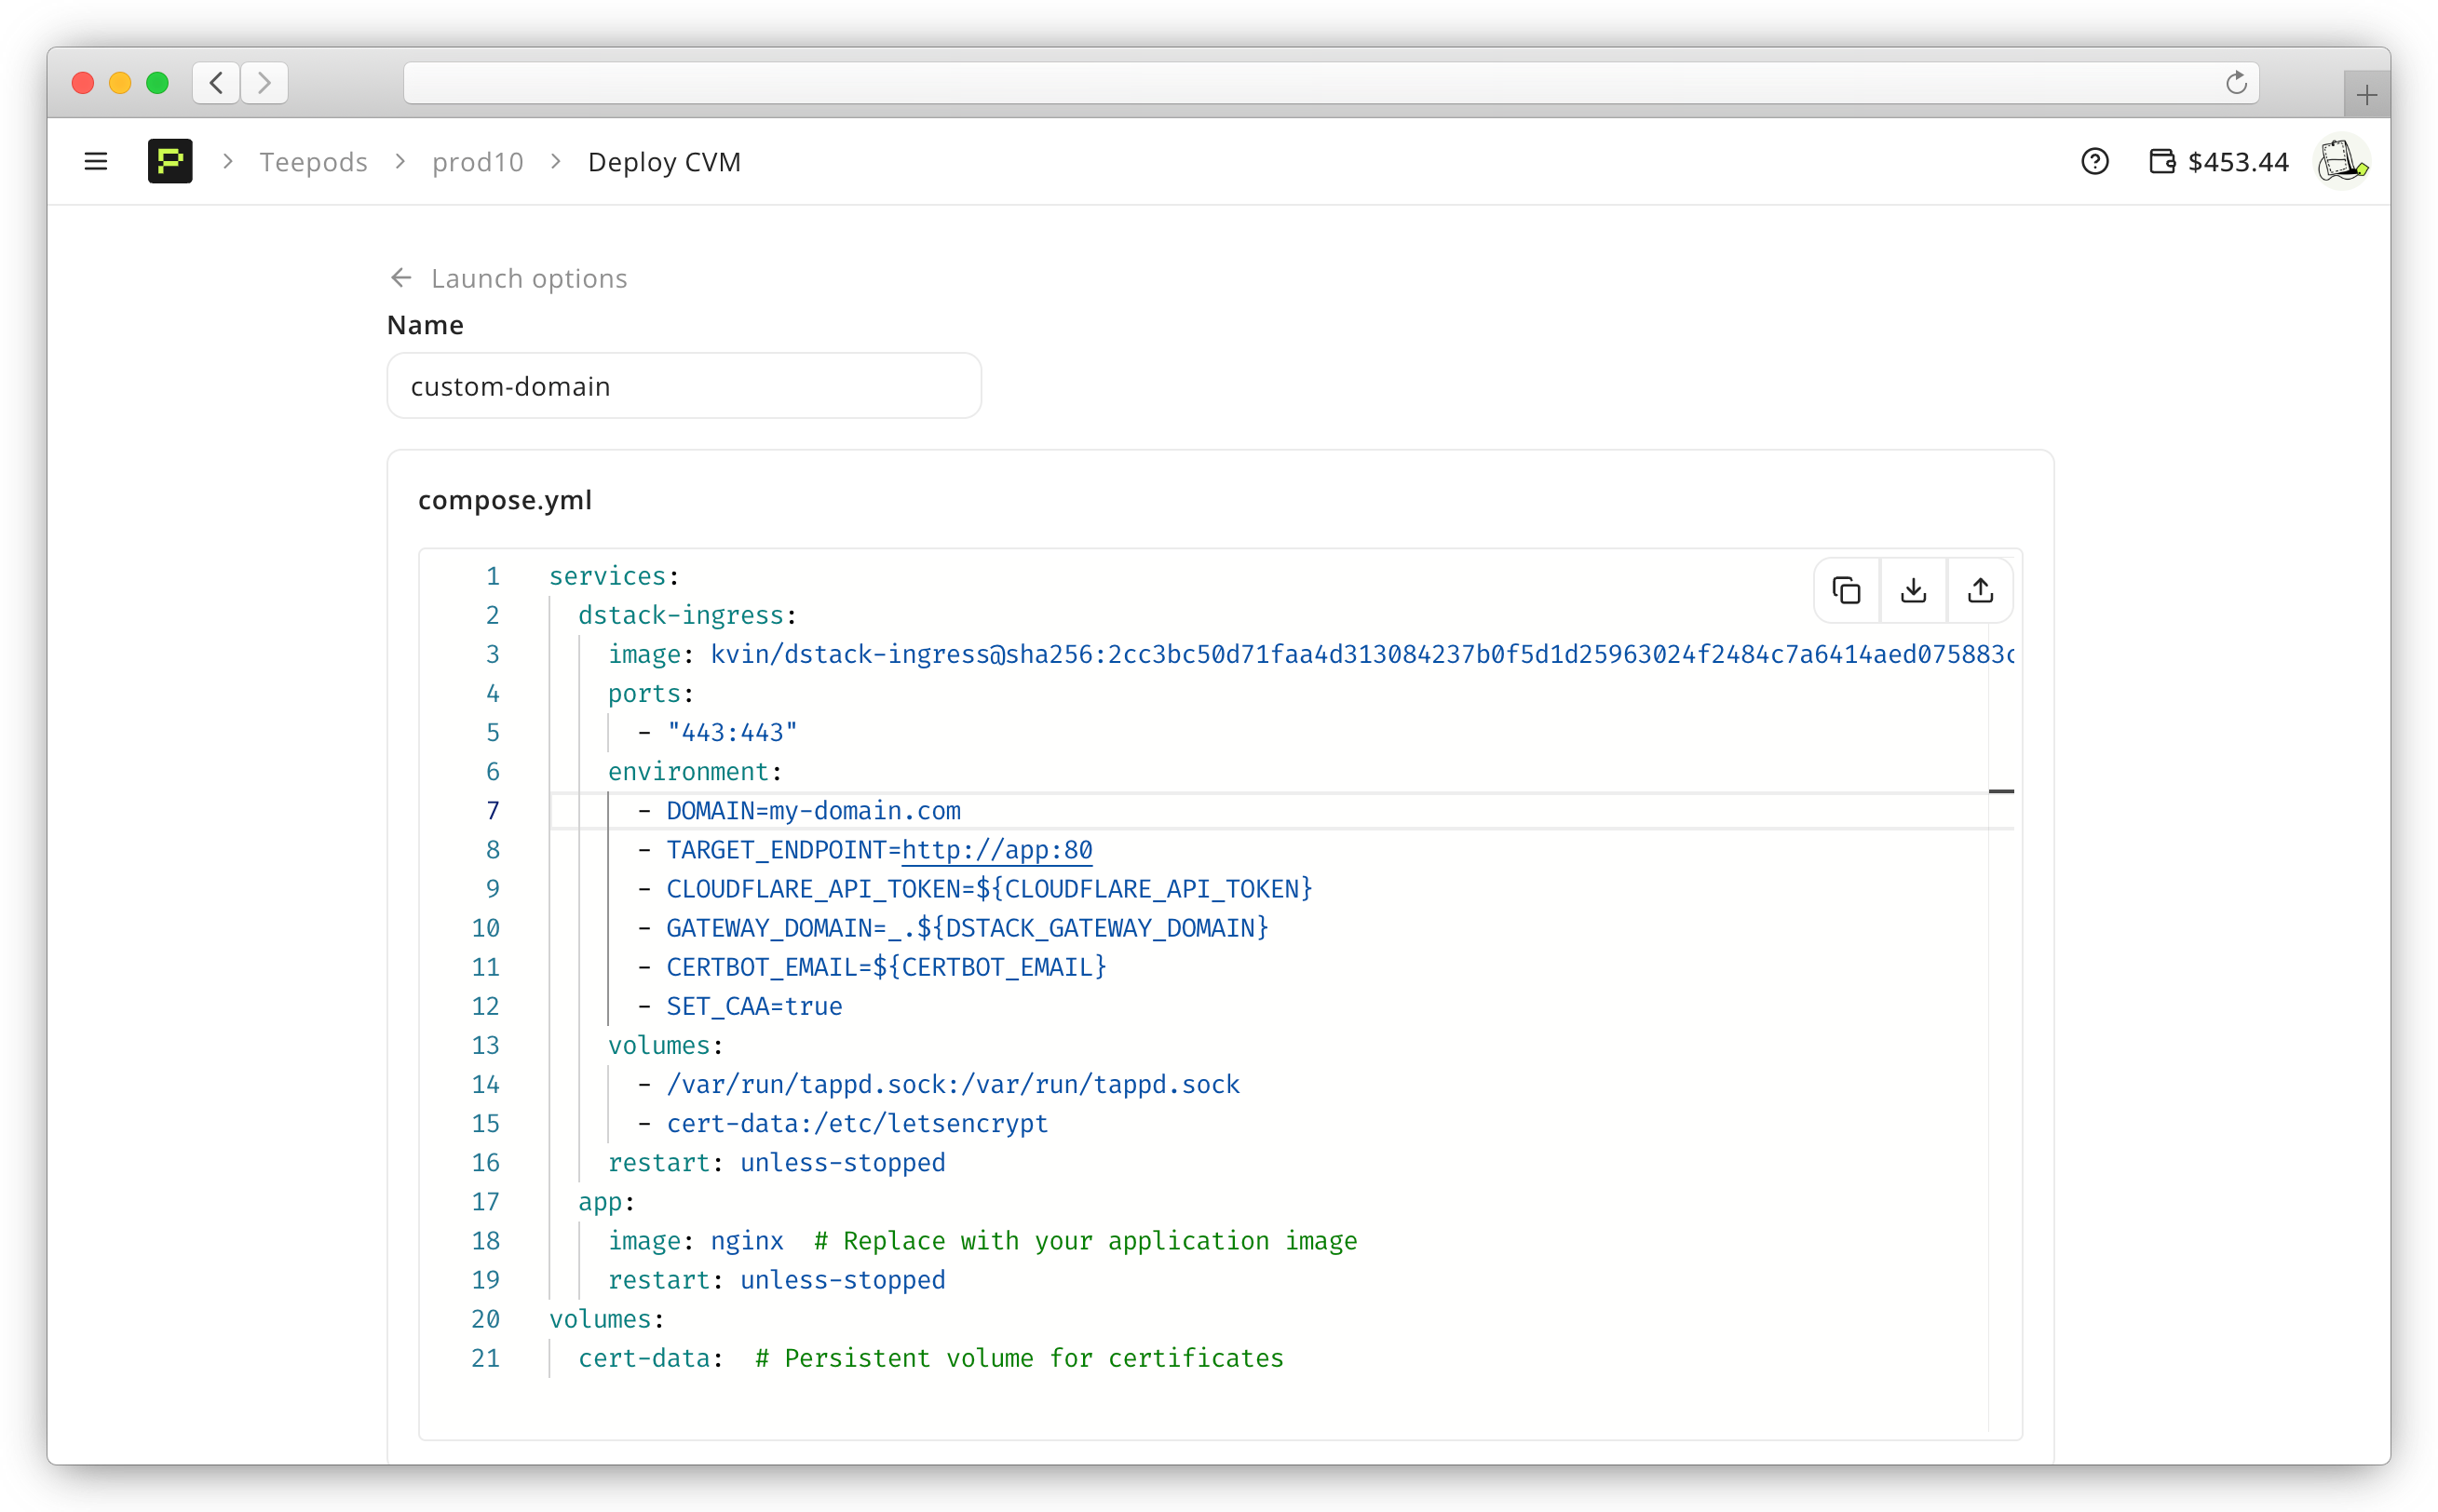 Teepods > prod10 > Deploy CVM $453.44
Launch options
Name
custom-domain
compose.yml
1 services:
2 dstack-ingress:
3 image: kvin/dstack-ingress@sha256:2cc3bc50d71faa4d313084237b0f5d1d25963024f2484c7a6414aed075883c
4 ports:
5 - "443:443"
6 environment:
7 - DOMAIN=my-domain.com
8 - TARGET_ENDPOINT=http://app:80
9 - CLOUDFLARE_API_TOKEN=${CLOUDFLARE_API_TOKEN}
10 - GATEWAY_DOMAIN=_.${DSTACK_GATEWAY_DOMAIN}
11 - CERTBOT_EMAIL=${CERTBOT_EMAIL}
12 - SET_CAA=true
13 volumes:
14 - /var/run/tappd.sock:/var/run/tappd.sock
15 - cert-data:/etc/letsencrypt
16 restart: unless-stopped
17 app:
18 image: nginx # Replace with your application image
19 restart: unless-stopped
20 volumes:
21 cert-data: # Persistent volume for certificates